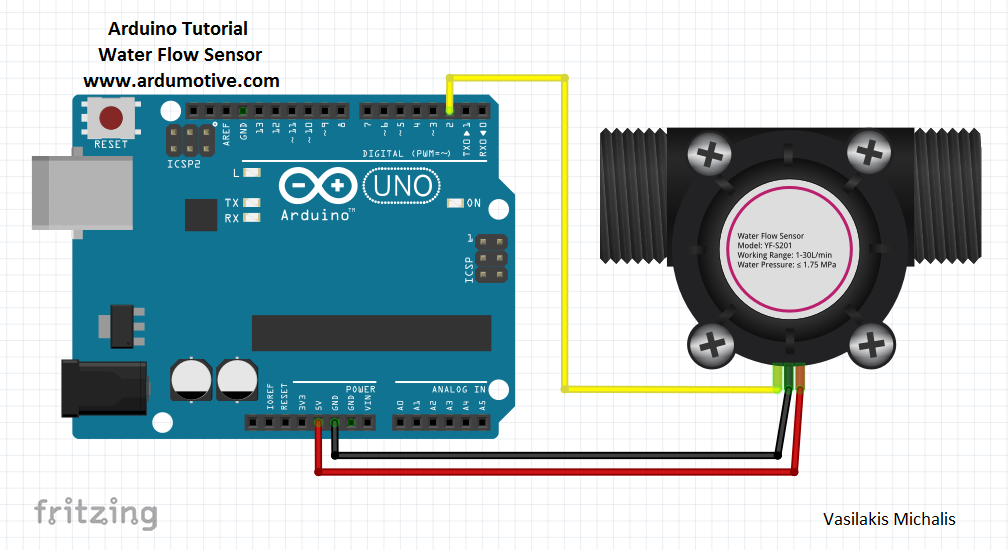 Arduino Tutorial
Water Flow Sensor
www.ardumotive.com
RESET
ICSP2
AREF
GND
13
12
~11
~10
~9
8
7
~6
~5
4
~3
2
TXO ▶ 1
RXO ◀ 0
DIGITAL (PWM=~)
L
TX
RX
Arduino™
UNO
ON
1
ICSP
Water Flow Sensor
Model: YF-S201
Working Range: 1-30L/min
Water Pressure: ≤ 1.75 MPa
POWER
ANALOG IN
IOREF
RESET
3V3
5V
GND
GND
VIN
A0
A1
A2
A3
A4
A5
fritzing
Vasilakis Michalis